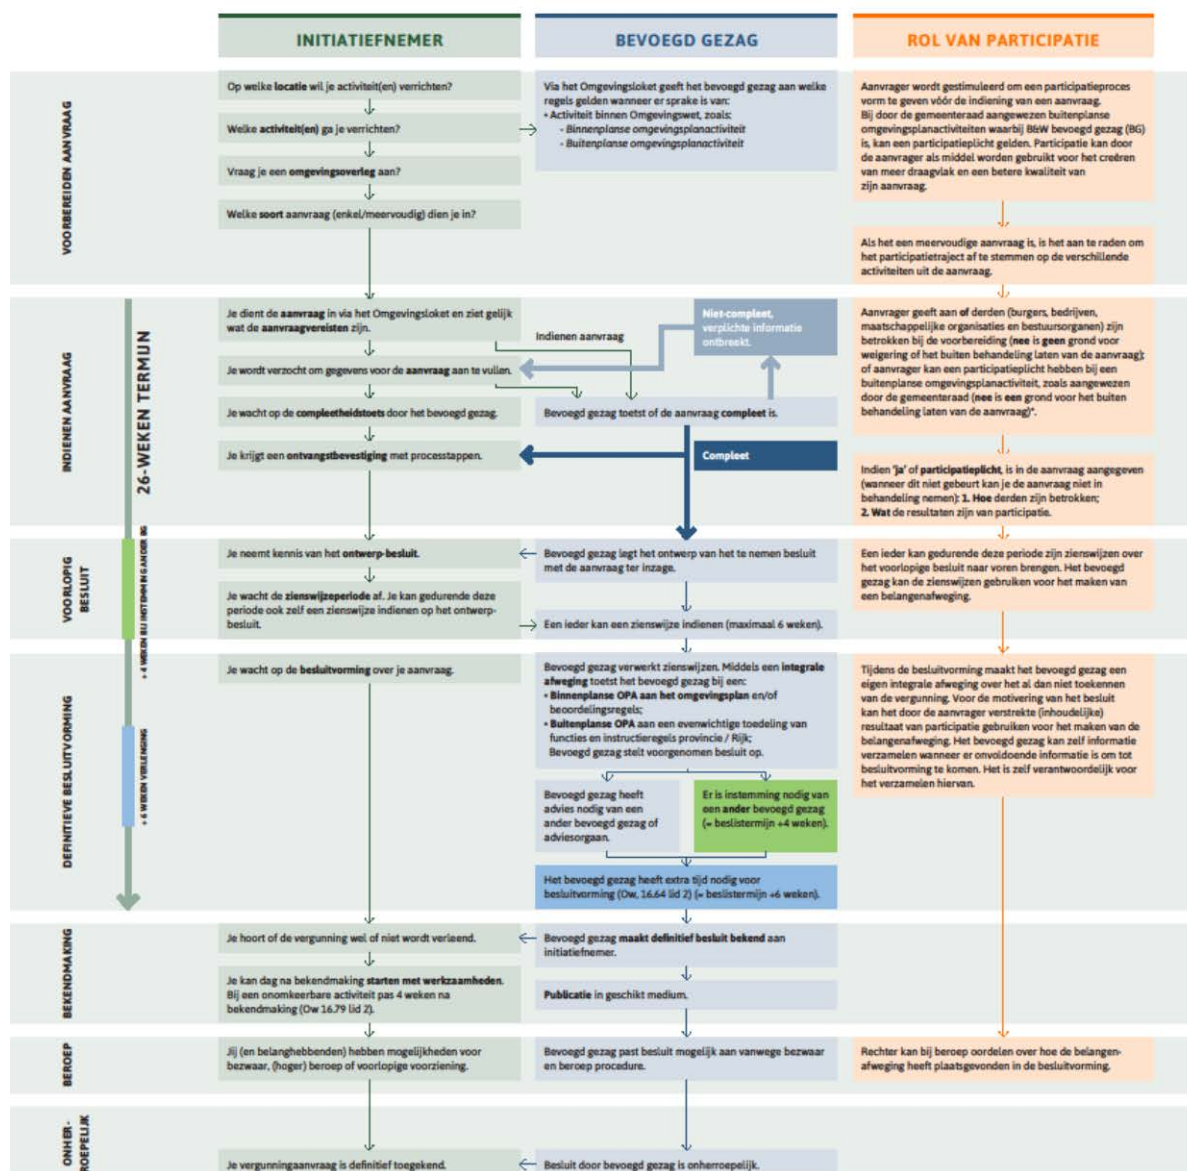 INITIATIEFNEMER
BEVOEGD GEZAG
ROL VAN PARTICIPATIE
VOORBEREIDEN AANVRAAG
Op welke locatie wil je activiteit(en) verrichten?
Welke activiteit(en) ga je verrichten?
Vraag je een omgevingsoverleg aan?
Welke soort aanvraag (enkel/meervoudig) dien je in?
Via het Omgevingsloket geeft het bevoegd gezag aan welke
regels gelden wanneer er sprake is van:
• Activiteit binnen Omgevingswet, zoals:
- Binnenplanse omgevingsplanactiviteit
- Buitenplanse omgevingsplanactiviteit
Aanvrager wordt gestimuleerd om een participatieproces
vorm te geven vóór de indiening van een aanvraag.
Bij door de gemeenteraad aangewezen buitenplanse
omgevingsplanactiviteiten waarbij B&W bevoegd gezag (BG)
is, kan een participatieplicht gelden. Participatie kan door
de aanvrager als middel worden gebruikt voor het creëren
van meer draagvlak en een betere kwaliteit van
zijn aanvraag.
Als het een meervoudige aanvraag is, is het aan te raden om
het participatietraject af te stemmen op de verschillende
activiteiten uit de aanvraag.
INDIENEN AANVRAAG
26-WEKEN TERMIJN
Je dient de aanvraag in via het Omgevingsloket en ziet gelijk
wat de aanvraagvereisten zijn.
Je wordt verzocht om gegevens voor de aanvraag aan te vullen.
Je wacht op de compleetheidstoets door het bevoegd gezag.
Je krijgt een ontvangstbevestiging met processtappen.
Indienen aanvraag
Niet-compleet,
verplichte informatie
ontbreekt.
Bevoegd gezag toetst of de aanvraag compleet is.
Compleet
Aanvrager geeft aan of derden (burgers, bedrijven,
maatschappelijke organisaties en bestuursorganen) zijn
betrokken bij de voorbereiding (nee is geen grond voor
weigering of het buiten behandeling laten van de aanvraag);
of aanvrager kan een participatieplicht hebben bij een
buitenplanse omgevingsplanactiviteit, zoals aangewezen
door de gemeenteraad (nee is een grond voor het buiten
behandeling laten van de aanvraag)*.
Indien 'ja' of participatieplicht, is in de aanvraag aangegeven
(wanneer dit niet gebeurt kan je de aanvraag niet in
behandeling nemen): 1. Hoe derden zijn betrokken;
2. Wat de resultaten zijn van participatie.
VOORLOPIG
BESLUIT
+ 4 WEKEN BIJ INSTEMMING ANDER BG
Je neemt kennis van het ontwerp-besluit.
Je wacht de zienswijzeperiode af. Je kan gedurende deze
periode ook zelf een zienswijze indienen op het ontwerp-
besluit.
Bevoegd gezag legt het ontwerp van het te nemen besluit
met de aanvraag ter inzage.
Een ieder kan een zienswijze indienen (maximaal 6 weken).
Een ieder kan gedurende deze periode zijn zienswijzen over
het voorlopige besluit naar voren brengen. Het bevoegd
gezag kan de zienswijzen gebruiken voor het maken van
een belangenafweging.
DEFINITIEVE BESLUITVORMING
+ 6 WEKEN VERLENGING
Je wacht op de besluitvorming over je aanvraag.
Bevoegd gezag verwerkt zienswijzen. Middels een integrale
afweging toetst het bevoegd gezag bij een:
• Binnenplanse OPA aan het omgevingsplan en/of
beoordelingsregels;
• Buitenplanse OPA aan een evenwichtige toedeling van
functies en instructieregels provincie / Rijk;
Bevoegd gezag stelt voorgenomen besluit op.
Bevoegd gezag heeft
advies nodig van een
ander bevoegd gezag of
adviesorgaan.
Er is instemming nodig van
een ander bevoegd gezag
(= beslistermijn +4 weken).
Het bevoegd gezag heeft extra tijd nodig voor
besluitvorming (Ow, 16.64 lid 2) (= beslistermijn +6 weken).
Tijdens de besluitvorming maakt het bevoegd gezag een
eigen integrale afweging over het al dan niet toekennen
van de vergunning. Voor de motivering van het besluit
kan het door de aanvrager verstrekte (inhoudelijke)
resultaat van participatie gebruiken voor het maken van de
belangenafweging. Het bevoegd gezag kan zelf informatie
verzamelen wanneer er onvoldoende informatie is om tot
besluitvorming te komen. Het is zelf verantwoordelijk voor
het verzamelen hiervan.
BEKENDMAKING
Je hoort of de vergunning wel of niet wordt verleend.
Je kan dag na bekendmaking starten met werkzaamheden.
Bij een onomkeerbare activiteit pas 4 weken na
bekendmaking (Ow 16.79 lid 2).
Bevoegd gezag maakt definitief besluit bekend aan
initiatiefnemer.
Publicatie in geschikt medium.
BEROEP
Jij (en belanghebbenden) hebben mogelijkheden voor
bezwaar, (hoger) beroep of voorlopige voorziening.
Bevoegd gezag past besluit mogelijk aan vanwege bezwaar
en beroep procedure.
Rechter kan bij beroep oordelen over hoe de belangen-
afweging heeft plaatsgevonden in de besluitvorming.
ONHER-
ROEPELIJK
Je vergunningaanvraag is definitief toegekend.
Besluit door bevoegd gezag is onherroepelijk.